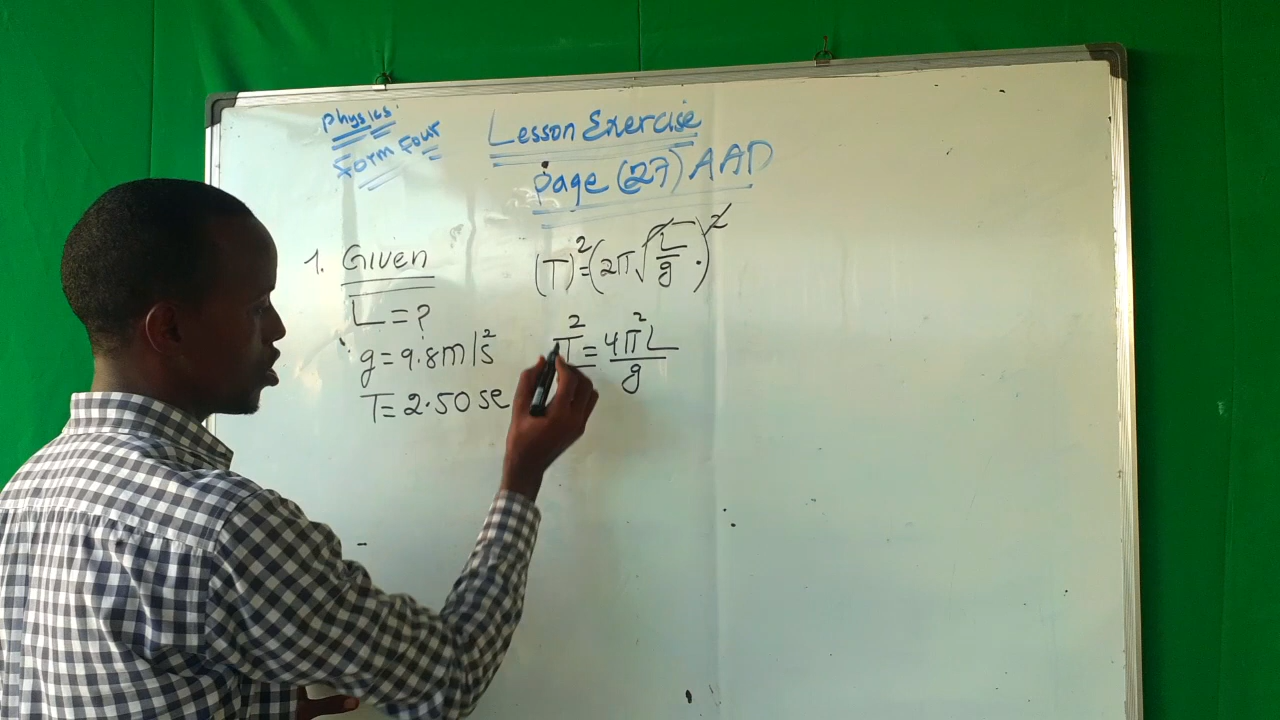 Physics
Form Four
Lesson Exercise
Page (27) AAD
1. Given
L = ?
g = 9.8m/s²
T = 2.50 se
(T)² = (2π√(L/g))²
T² = 4π²L/g